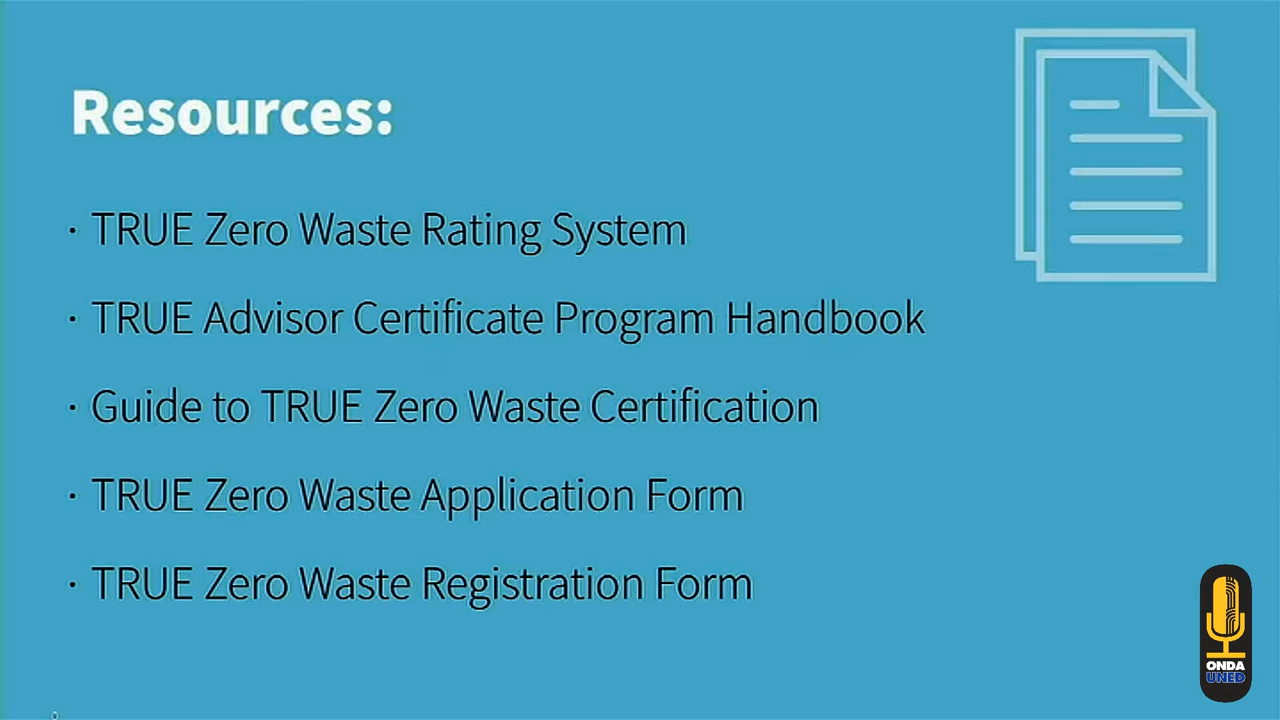 Resources:
· TRUE Zero Waste Rating System
· TRUE Advisor Certificate Program Handbook
· Guide to TRUE Zero Waste Certification
· TRUE Zero Waste Application Form
· TRUE Zero Waste Registration Form
ONDA
UNED